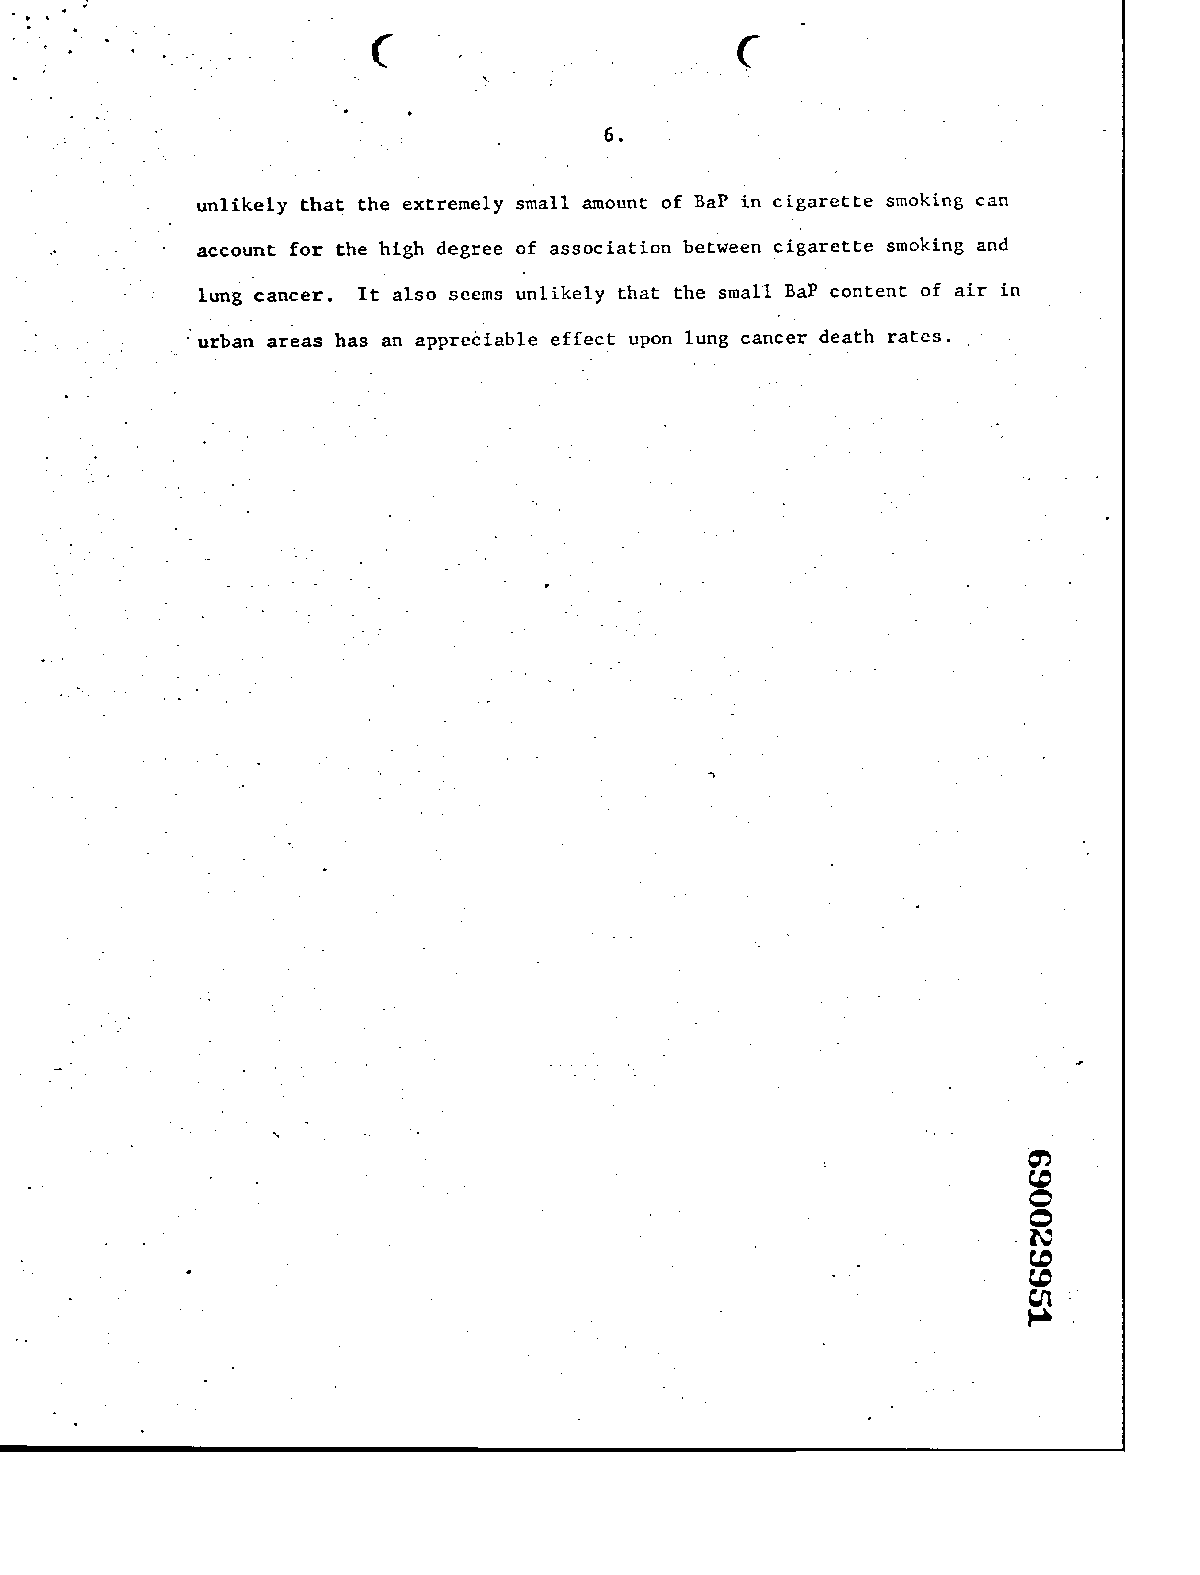 6.
unlikely that the extremely small amount of BaP in cigarette smoking can
account for the high degree of association between cigarette smoking and
lung cancer. It also seems unlikely that the small BaP content of air in
urban areas has an appreciable effect upon lung cancer death rates.
690029951